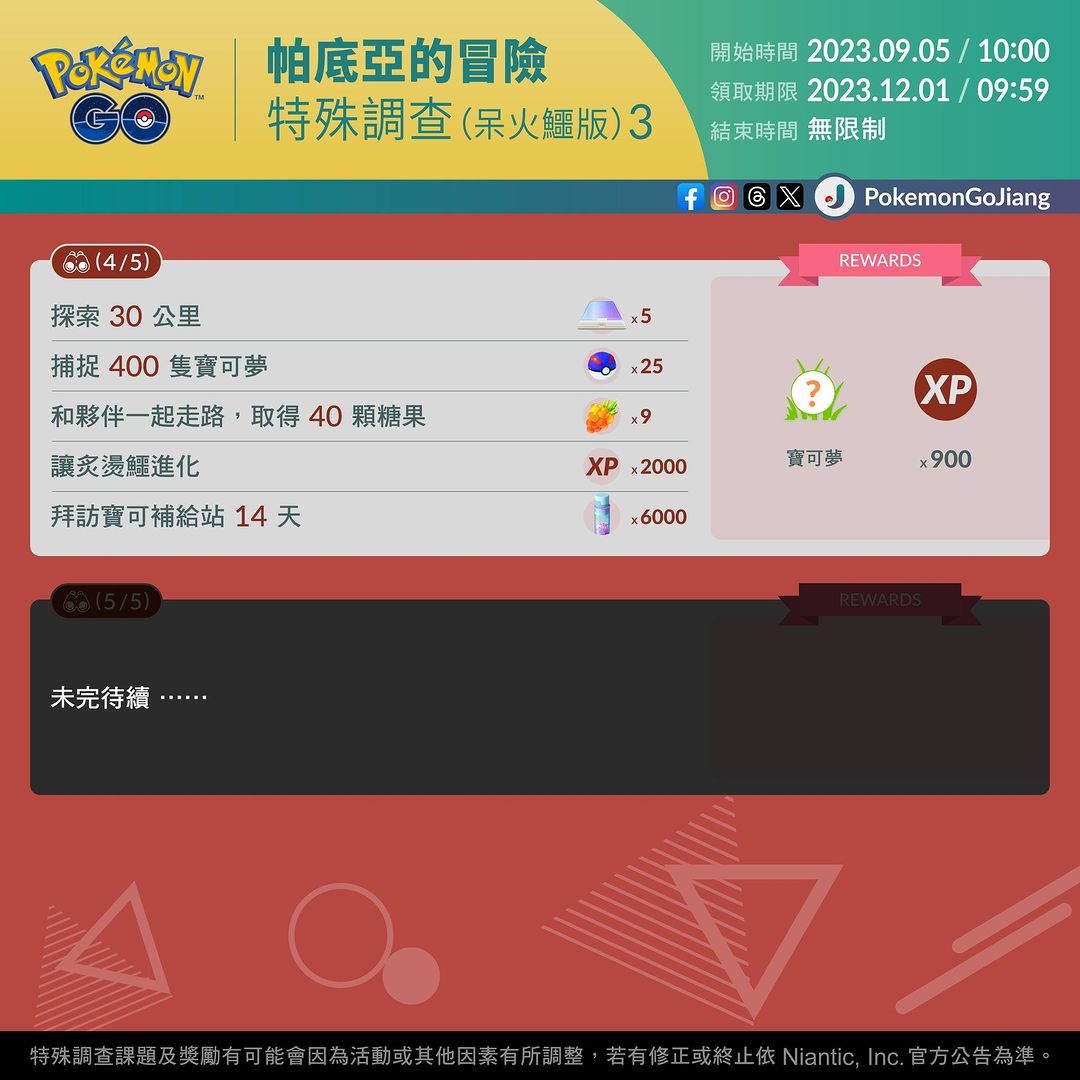 POKéMON GO
TM
帕底亞的冒險
特殊調查(呆火鱷版)3
開始時間 2023.09.05 / 10:00
領取期限 2023.12.01 / 09:59
結束時間 無限制
PokemonGoJiang
(4/5)
REWARDS
探索 30 公里 x 5
捕捉 400 隻寶可夢 x 25
和夥伴一起走路，取得 40 顆糖果 x 9
讓炙燙鱷進化 XP x 2000
拜訪寶可補給站 14 天 x 6000
?
寶可夢
XP
x 900
(5/5)
REWARDS
未完待續 ⋯⋯
特殊調查課題及獎勵有可能會因為活動或其他因素有所調整，若有修正或終止依 Niantic, Inc. 官方公告為準。